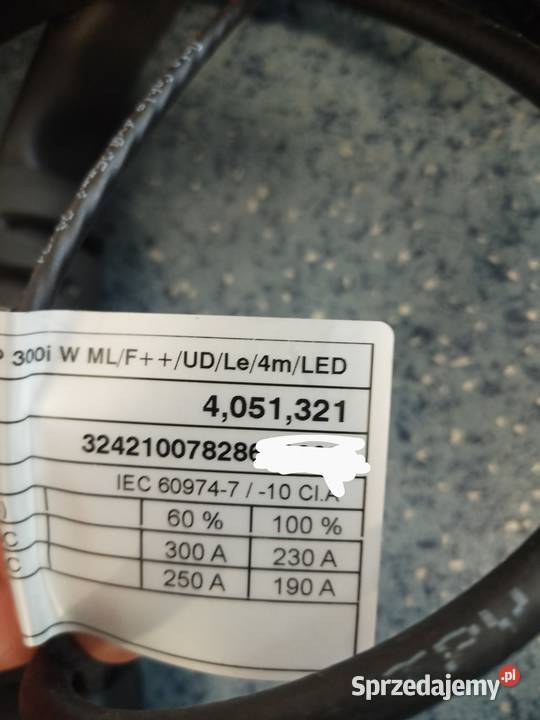 300i W ML/F++/UD/Le/4m/LED
4,051,321
32421007828
IEC 60974-7 / -10 Cl.A
60 % 100 %
C 300 A 230 A
C 250 A 190 A
Sprzedajemy.pl